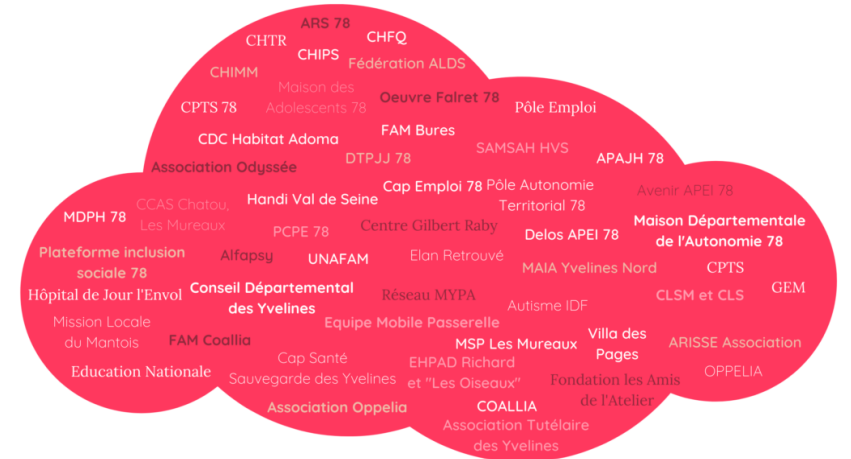 ARS 78
CHTR
CHFQ
CHIPS
Fédération ALDS
CHIMM
Maison des
Adolescents 78
Oeuvre Falret 78
CPTS 78
Pôle Emploi
CDC Habitat Adoma
FAM Bures
SAMSAH HVS
DTPJJ 78
APAJH 78
Association Odyssée
Cap Emploi 78
Pôle Autonomie
Territorial 78
Avenir APEI 78
CCAS Chatou,
Les Mureaux
Handi Val de Seine
MDPH 78
PCPE 78
Centre Gilbert Raby
Delos APEI 78
Maison Départementale
de l'Autonomie 78
Plateforme inclusion
sociale 78
Alfapsy
UNAFAM
Elan Retrouvé
MAIA Yvelines Nord
CPTS
Hôpital de Jour l'Envol
Conseil Départemental
des Yvelines
Réseau MYPA
Autisme IDF
CLSM et CLS
GEM
Mission Locale
du Mantois
FAM Coallia
Equipe Mobile Passerelle
MSP Les Mureaux
Villa des
Pages
ARISSE Association
Education Nationale
Cap Santé
Sauvegarde des Yvelines
EHPAD Richard
et "Les Oiseaux"
Fondation les Amis
de l'Atelier
OPPELIA
Association Oppelia
COALLIA
Association Tutélaire
des Yvelines